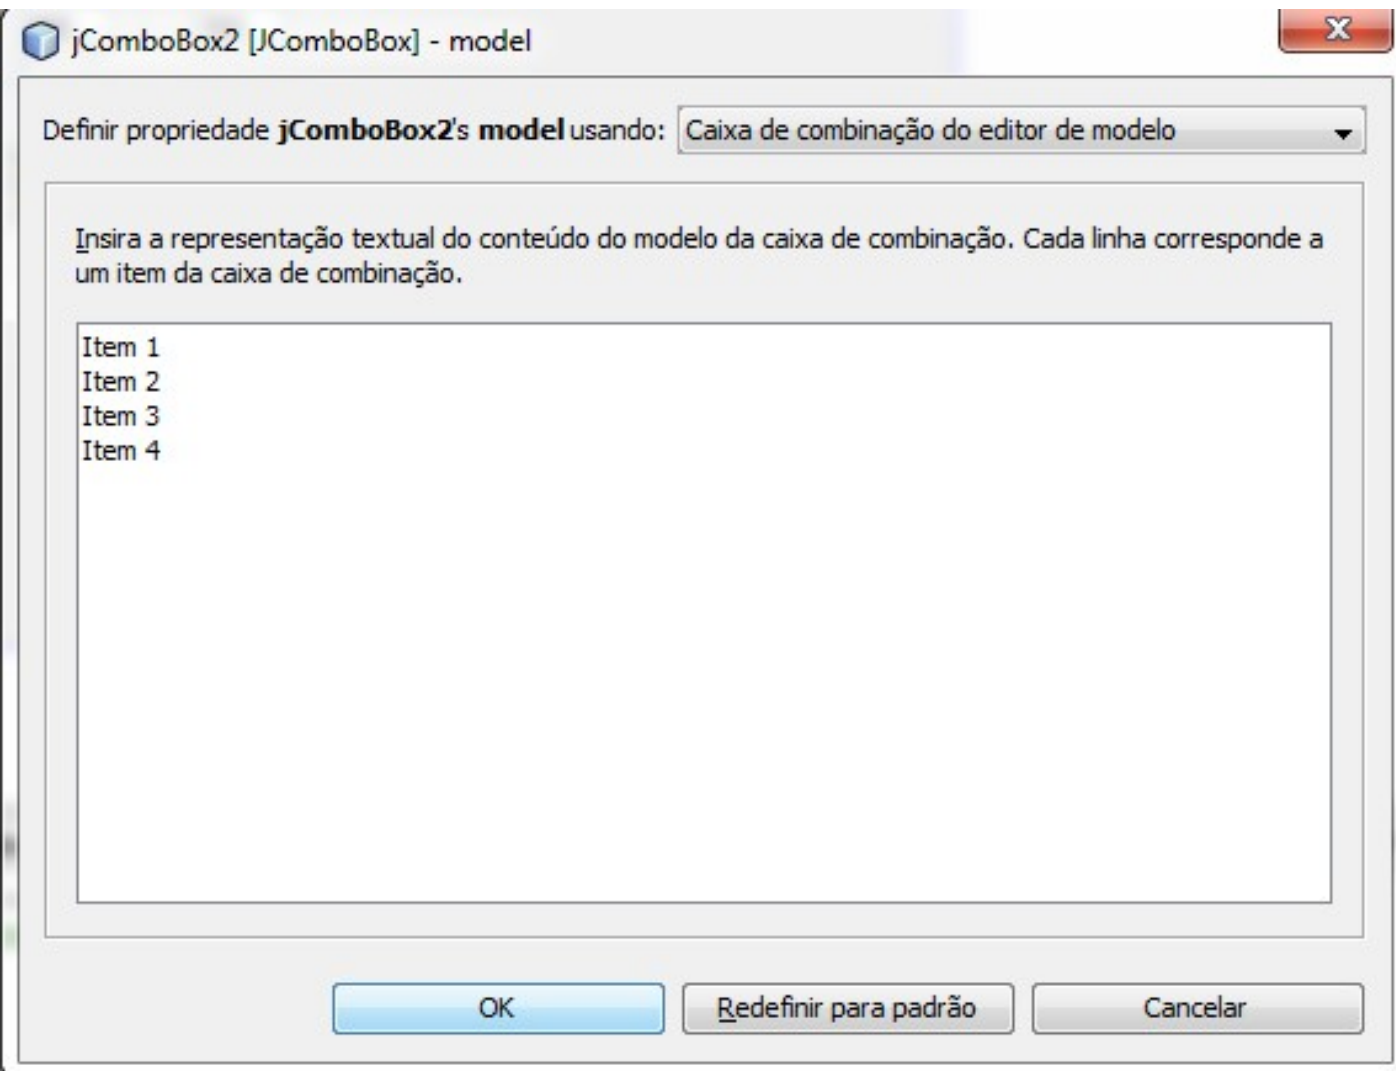 jComboBox2 [JComboBox] - model
Definir propriedade jComboBox2's model usando: Caixa de combinação do editor de modelo
Insira a representação textual do conteúdo do modelo da caixa de combinação. Cada linha corresponde a
um item da caixa de combinação.
Item 1
Item 2
Item 3
Item 4
OK Redefinir para padrão Cancelar